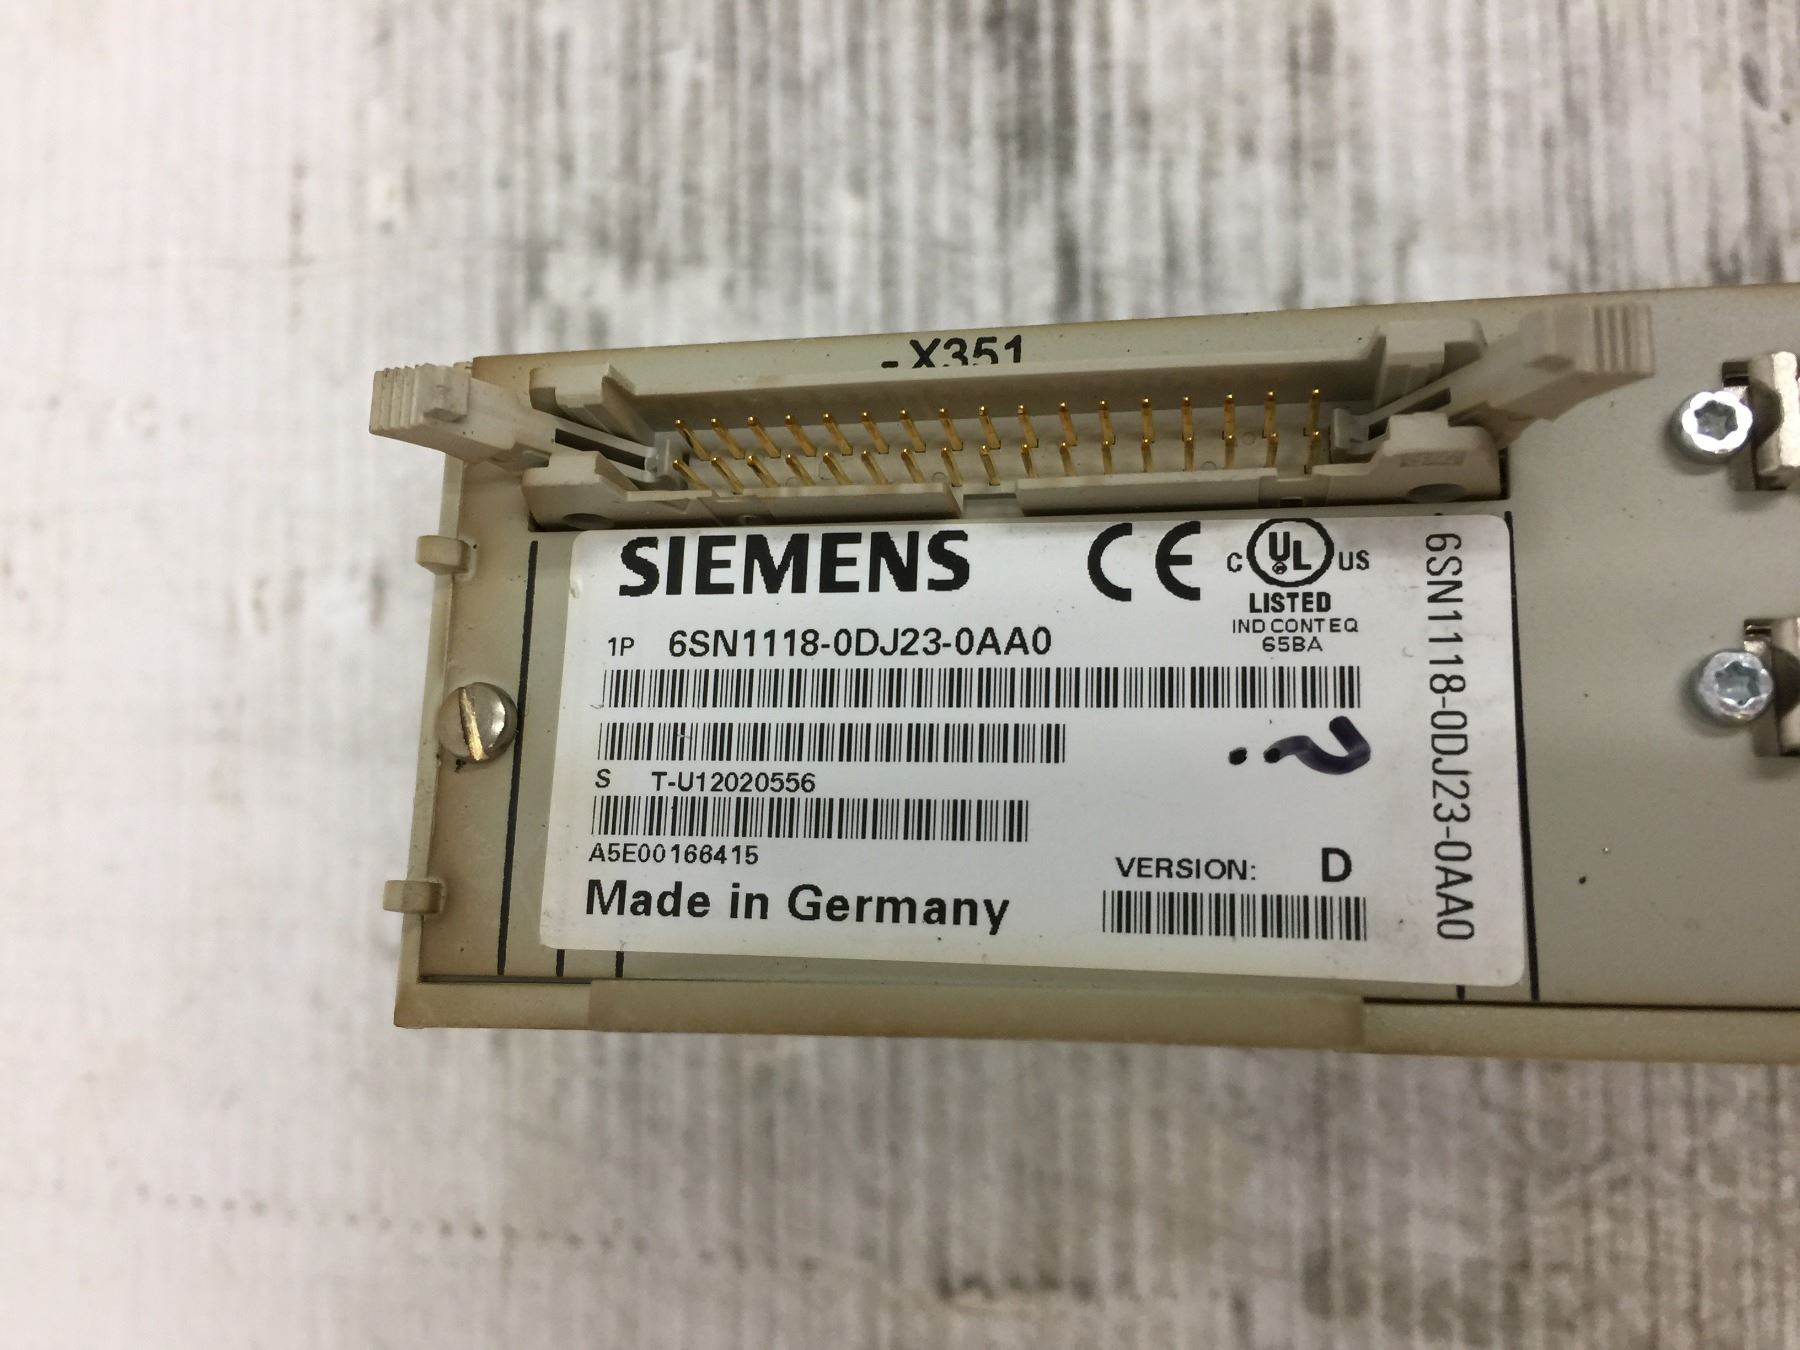 -X351
SIEMENS CE C UL US
LISTED
IND CONT EQ
65BA
1P 6SN1118-0DJ23-0AA0
S T-U12020556
A5E00166415
VERSION: D
Made in Germany
6SN1118-0DJ23-0AA0
?